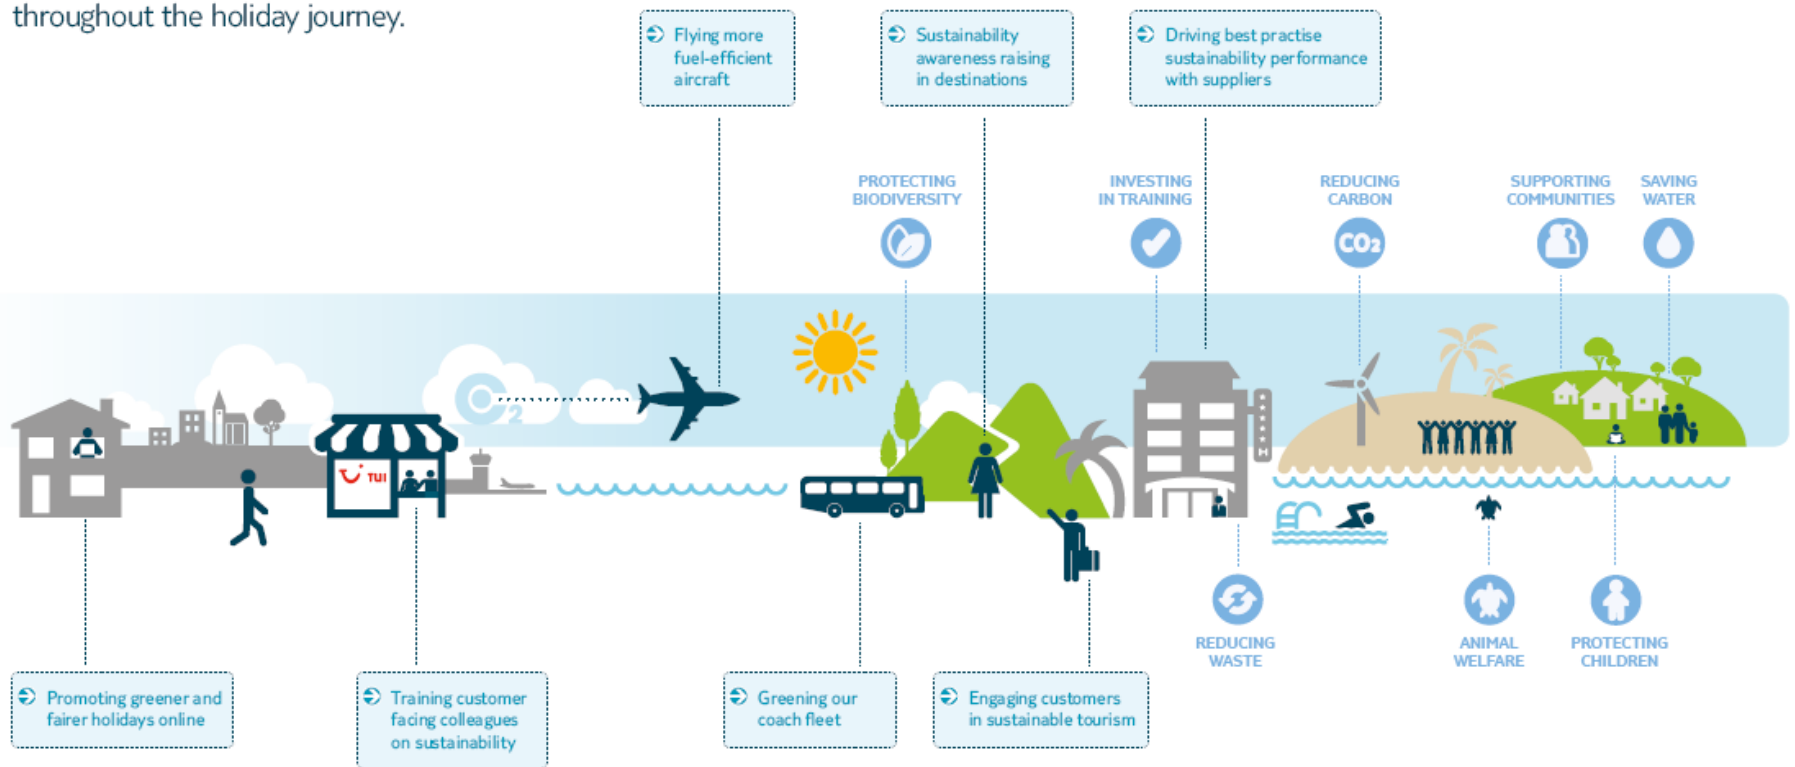 throughout the holiday journey.
Flying more
fuel-efficient
aircraft
Sustainability
awareness raising
in destinations
Driving best practise
sustainability performance
with suppliers
PROTECTING
BIODIVERSITY
INVESTING
IN TRAINING
REDUCING
CARBON
CO₂
SUPPORTING
COMMUNITIES
SAVING
WATER
CO₂
TUI
HOTEL
REDUCING
WASTE
ANIMAL
WELFARE
PROTECTING
CHILDREN
Promoting greener and
fairer holidays online
Training customer
facing colleagues
on sustainability
Greening our
coach fleet
Engaging customers
in sustainable tourism